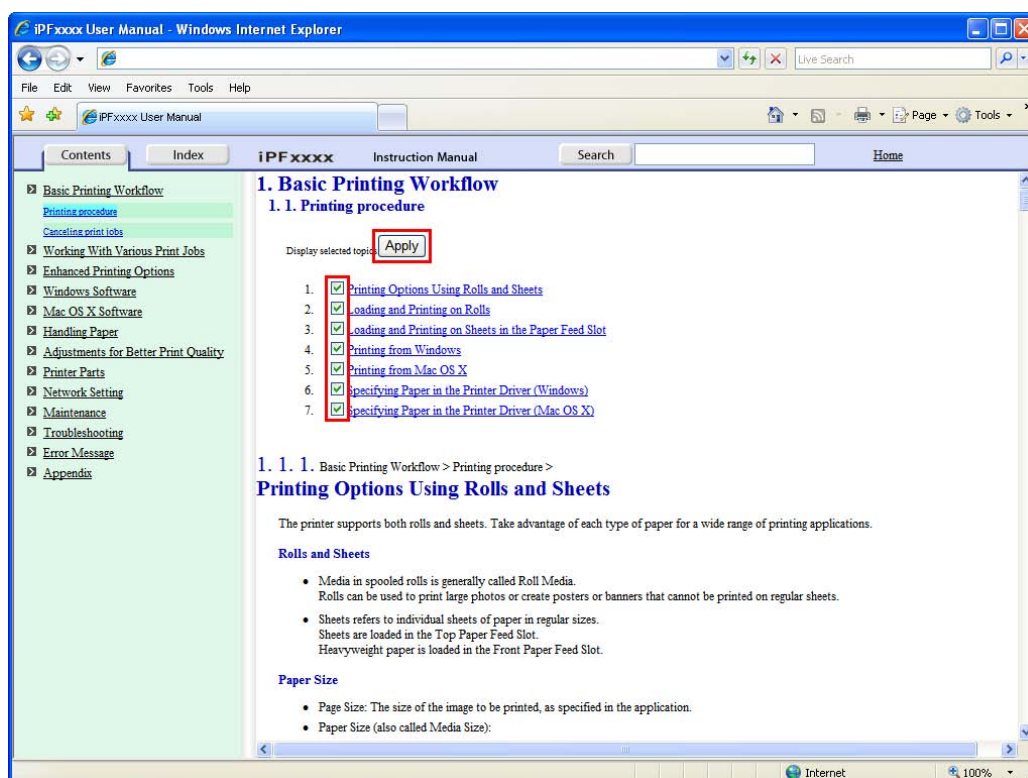 iPFxxxx User Manual - Windows Internet Explorer
Live Search
File Edit View Favorites Tools Help
iPFxxxx User Manual
Page Tools
Contents Index iPFxxxx Instruction Manual Search Home
Basic Printing Workflow
Printing procedure
Canceling print jobs
Working With Various Print Jobs
Enhanced Printing Options
Windows Software
Mac OS X Software
Handling Paper
Adjustments for Better Print Quality
Printer Parts
Network Setting
Maintenance
Troubleshooting
Error Message
Appendix
1. Basic Printing Workflow
1. 1. Printing procedure
Display selected topics Apply
1. Printing Options Using Rolls and Sheets
2. Loading and Printing on Rolls
3. Loading and Printing on Sheets in the Paper Feed Slot
4. Printing from Windows
5. Printing from Mac OS X
6. Specifying Paper in the Printer Driver (Windows)
7. Specifying Paper in the Printer Driver (Mac OS X)
1. 1. 1. Basic Printing Workflow > Printing procedure >
Printing Options Using Rolls and Sheets
The printer supports both rolls and sheets. Take advantage of each type of paper for a wide range of printing applications.
Rolls and Sheets
• Media in spooled rolls is generally called Roll Media.
Rolls can be used to print large photos or create posters or banners that cannot be printed on regular sheets.
• Sheets refers to individual sheets of paper in regular sizes.
Sheets are loaded in the Top Paper Feed Slot.
Heavyweight paper is loaded in the Front Paper Feed Slot.
Paper Size
• Page Size: The size of the image to be printed, as specified in the application.
• Paper Size (also called Media Size):
Internet 100%